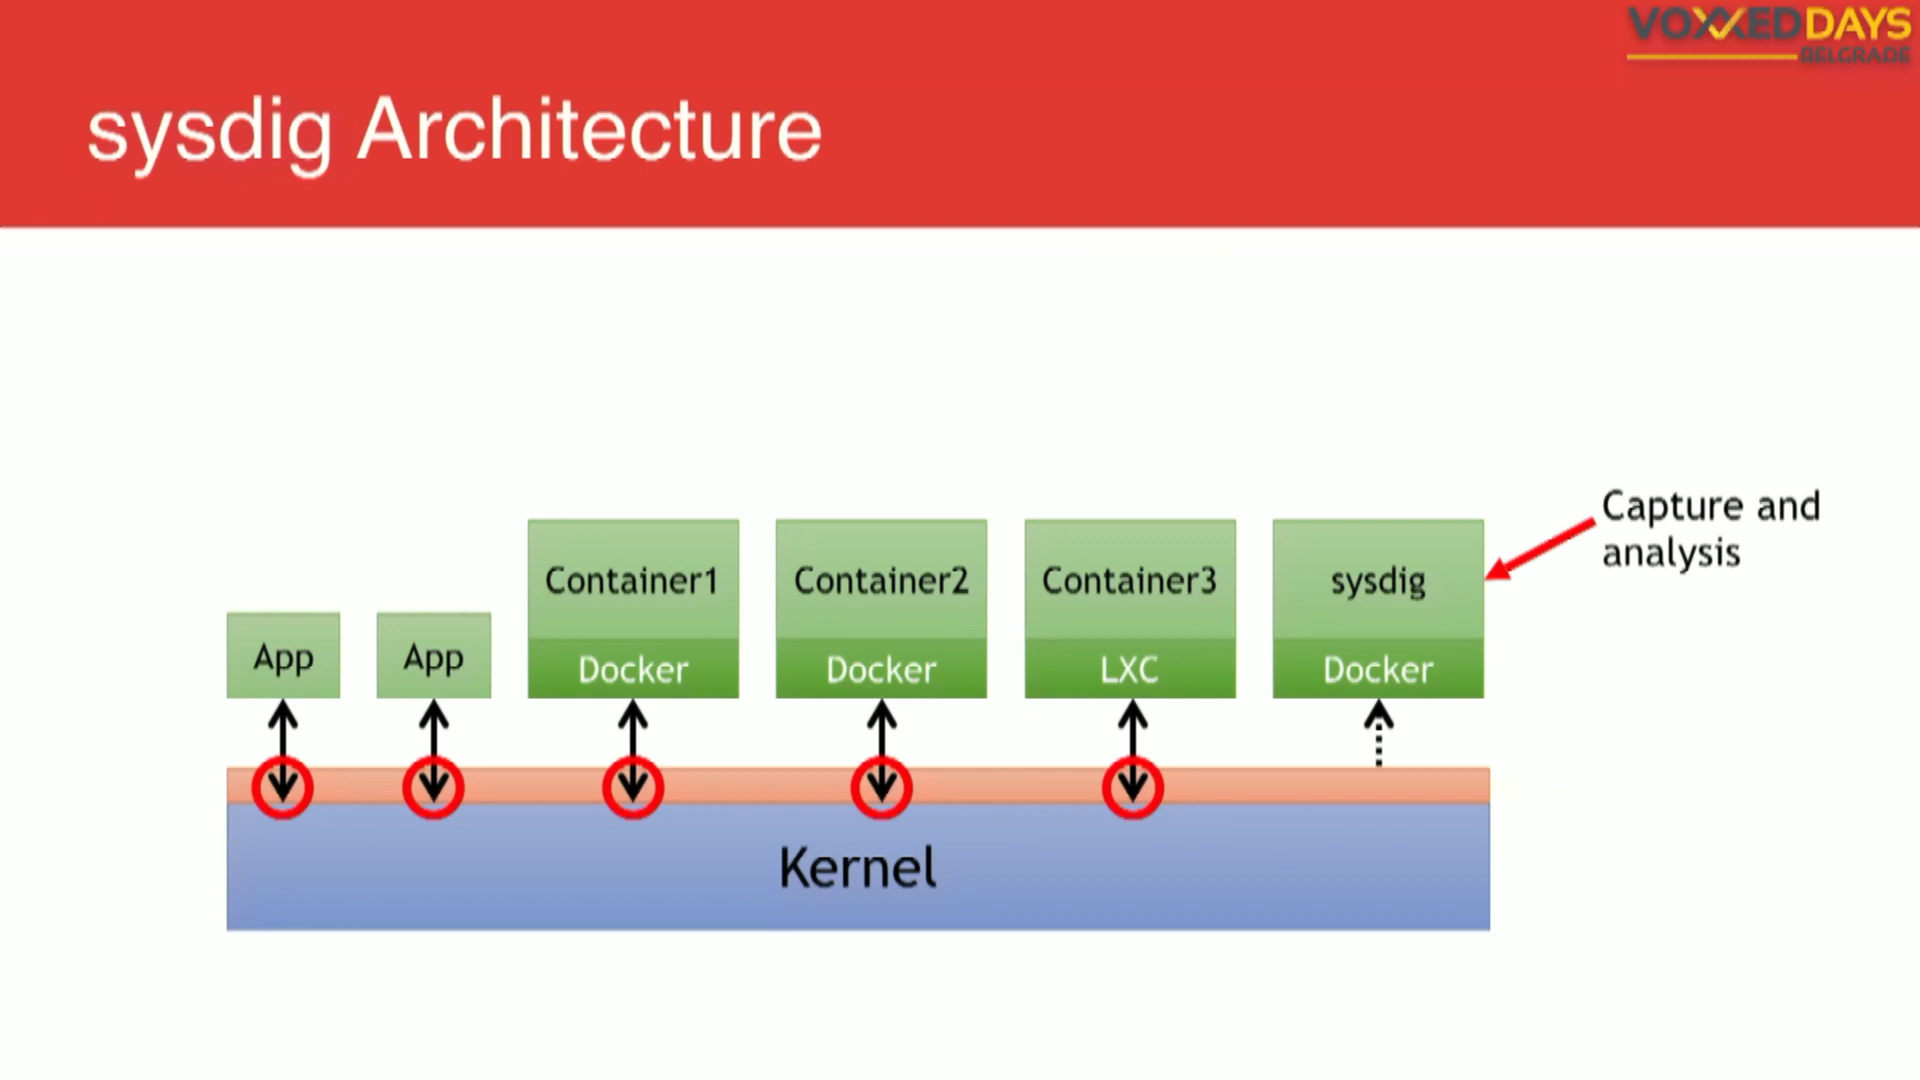 VOXXED DAYS
BELGRADE
sysdig Architecture
Capture and
analysis
Container1
Container2
Container3
sysdig
App
App
Docker
Docker
LXC
Docker
Kernel